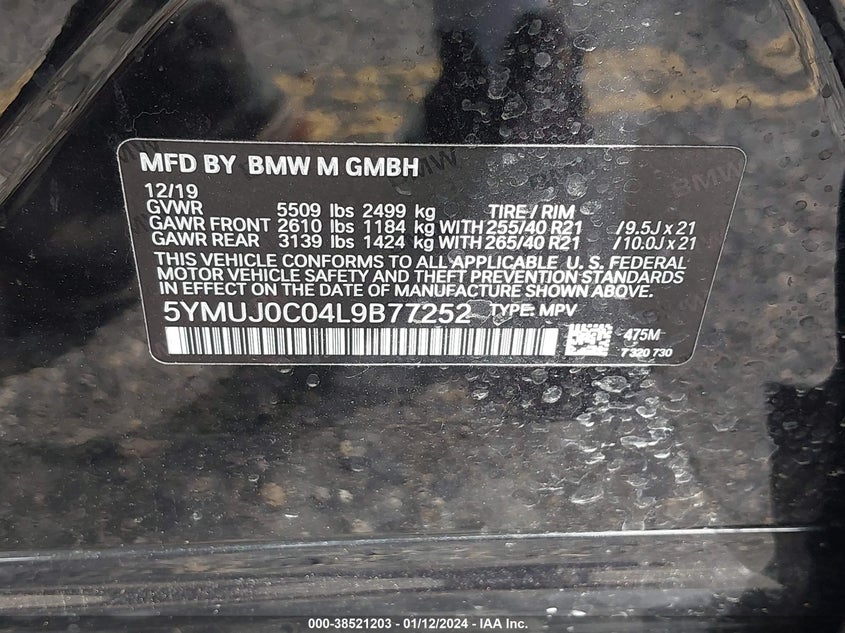 MFD BY BMW M GMBH
12/19
GVWR 5509 lbs 2499 kg TIRE / RIM
GAWR FRONT 2610 lbs 1184 kg WITH 255/40 R21 /9.5J x 21
GAWR REAR 3139 lbs 1424 kg WITH 265/40 R21 /10.0J x 21
THIS VEHICLE CONFORMS TO ALL APPLICABLE U. S. FEDERAL
MOTOR VEHICLE SAFETY AND THEFT PREVENTION STANDARDS
IN EFFECT ON THE DATE OF MANUFACTURE SHOWN ABOVE.
5YMUJ0C04L9B77252 TYPE: MPV
475M
7 320 730
BMW
000-38521203 - 01/12/2024 - IAA Inc.